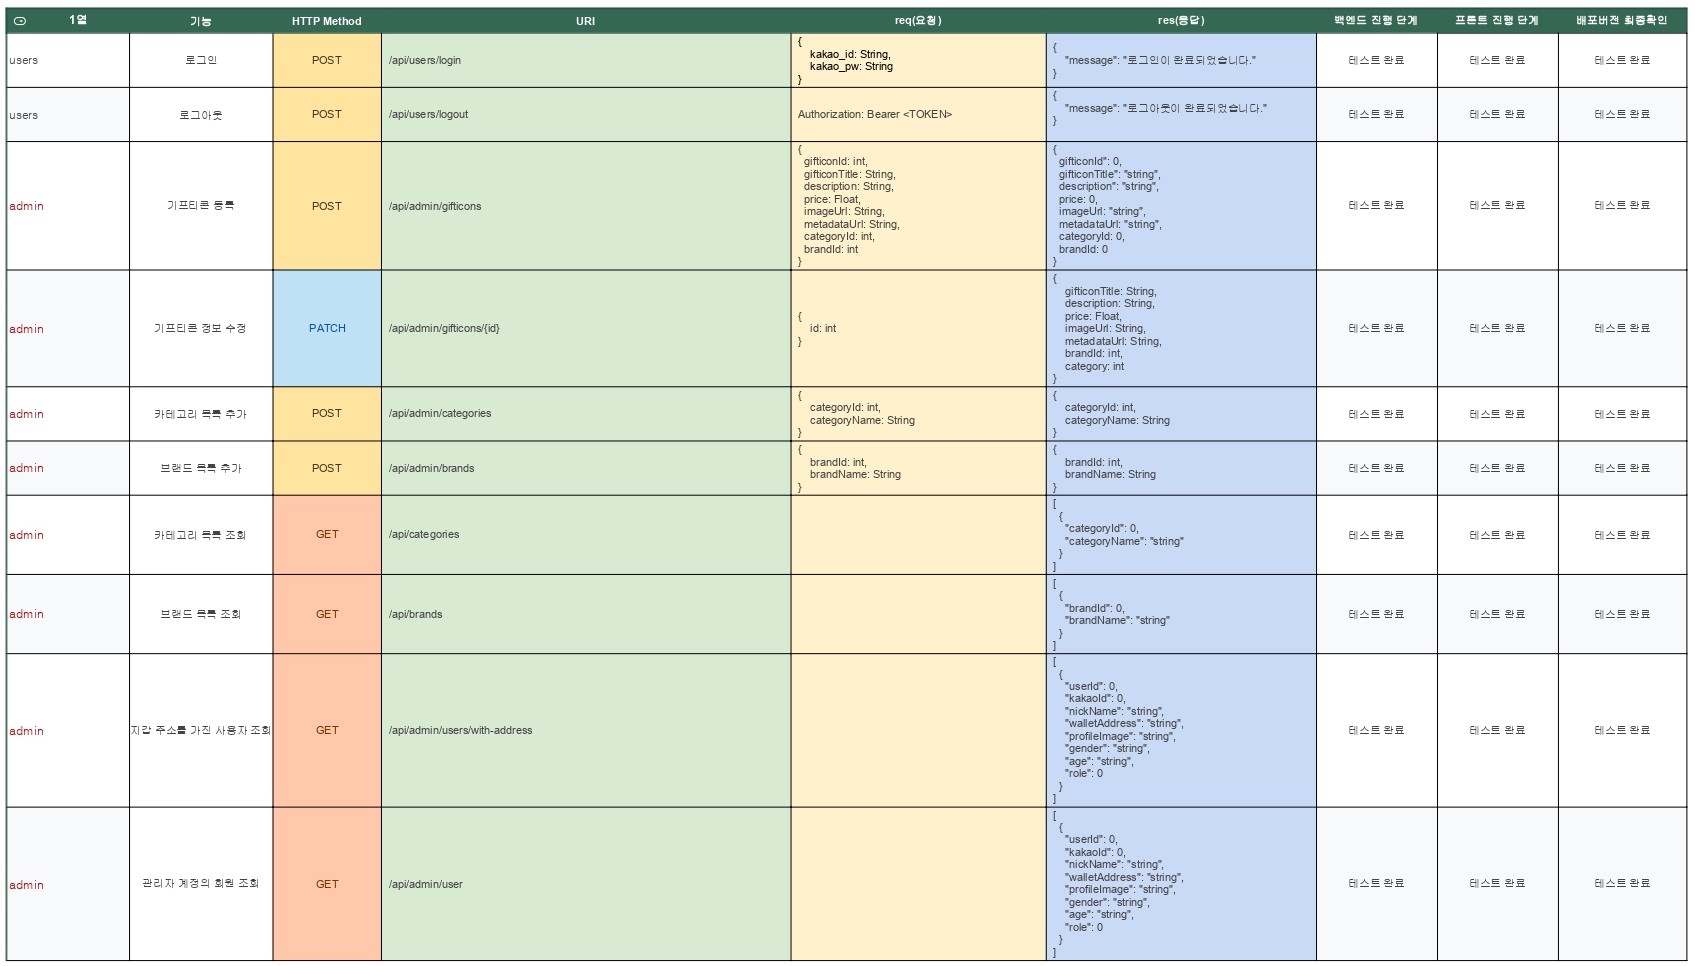 1열 기능 HTTP Method URI req(요청) res(응답) 백엔드 진행 단계 프론트 진행 단계 배포버전 최종확인
users 로그인 POST /api/users/login
{
kakao_id: String,
kakao_pw: String
}
{
"message": "로그인이 완료되었습니다."
}
테스트 완료 테스트 완료 테스트 완료
users 로그아웃 POST /api/users/logout
Authorization: Bearer <TOKEN>
{
"message": "로그아웃이 완료되었습니다."
}
테스트 완료 테스트 완료 테스트 완료
admin 기프티콘 등록 POST /api/admin/gifticons
{
gifticonId: int,
gifticonTitle: String,
description: String,
price: Float,
imageUrl: String,
metadataUrl: String,
categoryId: int,
brandId: int
}
{
gifticonId": 0,
gifticonTitle": "string",
description": "string",
price: 0,
imageUrl: "string",
metadataUrl: "string",
categoryId: 0,
brandId: 0
}
테스트 완료 테스트 완료 테스트 완료
admin 기프티콘 정보 수정 PATCH /api/admin/gifticons/{id}
{
id: int
}
{
gifticonTitle: String,
description: String,
price: Float,
imageUrl: String,
metadataUrl: String,
brandId: int,
category: int
}
테스트 완료 테스트 완료 테스트 완료
admin 카테고리 목록 추가 POST /api/admin/categories
{
categoryId: int,
categoryName: String
}
{
categoryId: int,
categoryName: String
}
테스트 완료 테스트 완료 테스트 완료
admin 브랜드 목록 추가 POST /api/admin/brands
{
brandId: int,
brandName: String
}
{
brandId: int,
brandName: String
}
테스트 완료 테스트 완료 테스트 완료
admin 카테고리 목록 조회 GET /api/categories
[
{
"categoryId": 0,
"categoryName": "string"
}
]
테스트 완료 테스트 완료 테스트 완료
admin 브랜드 목록 조회 GET /api/brands
[
{
"brandId": 0,
"brandName": "string"
}
]
테스트 완료 테스트 완료 테스트 완료
admin 지갑 주소를 가진 사용자 조회 GET /api/admin/users/with-address
[
{
"userId": 0,
"kakaoId": 0,
"nickName": "string",
"walletAddress": "string",
"profileImage": "string",
"gender": "string",
"age": "string",
"role": 0
}
]
테스트 완료 테스트 완료 테스트 완료
admin 관리자 계정의 회원 조회 GET /api/admin/user
[
{
"userId": 0,
"kakaoId": 0,
"nickName": "string",
"walletAddress": "string",
"profileImage": "string",
"gender": "string",
"age": "string",
"role": 0
}
]
테스트 완료 테스트 완료 테스트 완료